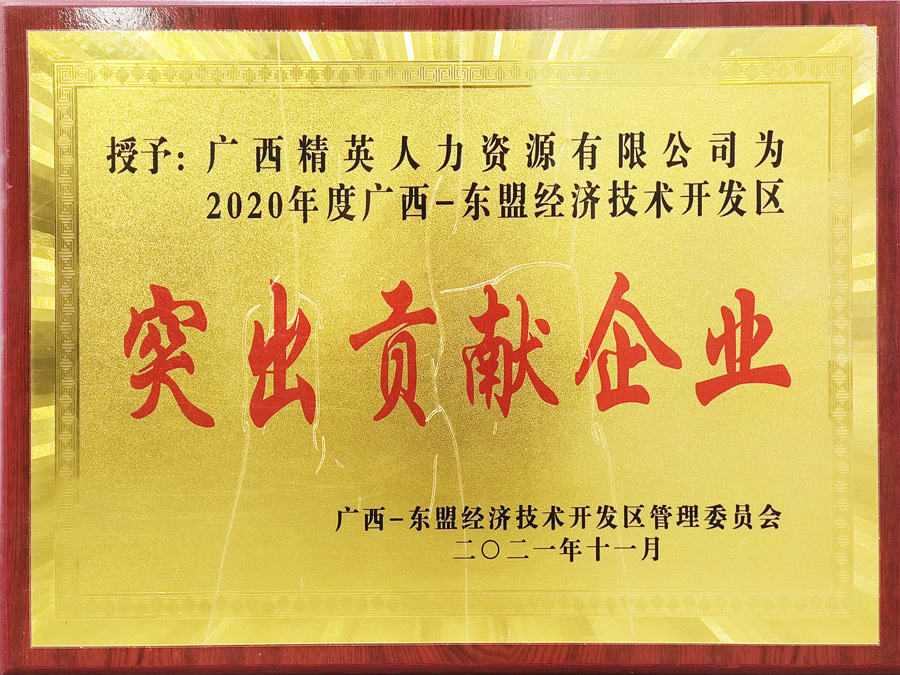 授予：广西精英人力资源有限公司为
2020年度广西-东盟经济技术开发区
突出贡献企业
广西-东盟经济技术开发区管理委员会
二〇二一年十一月